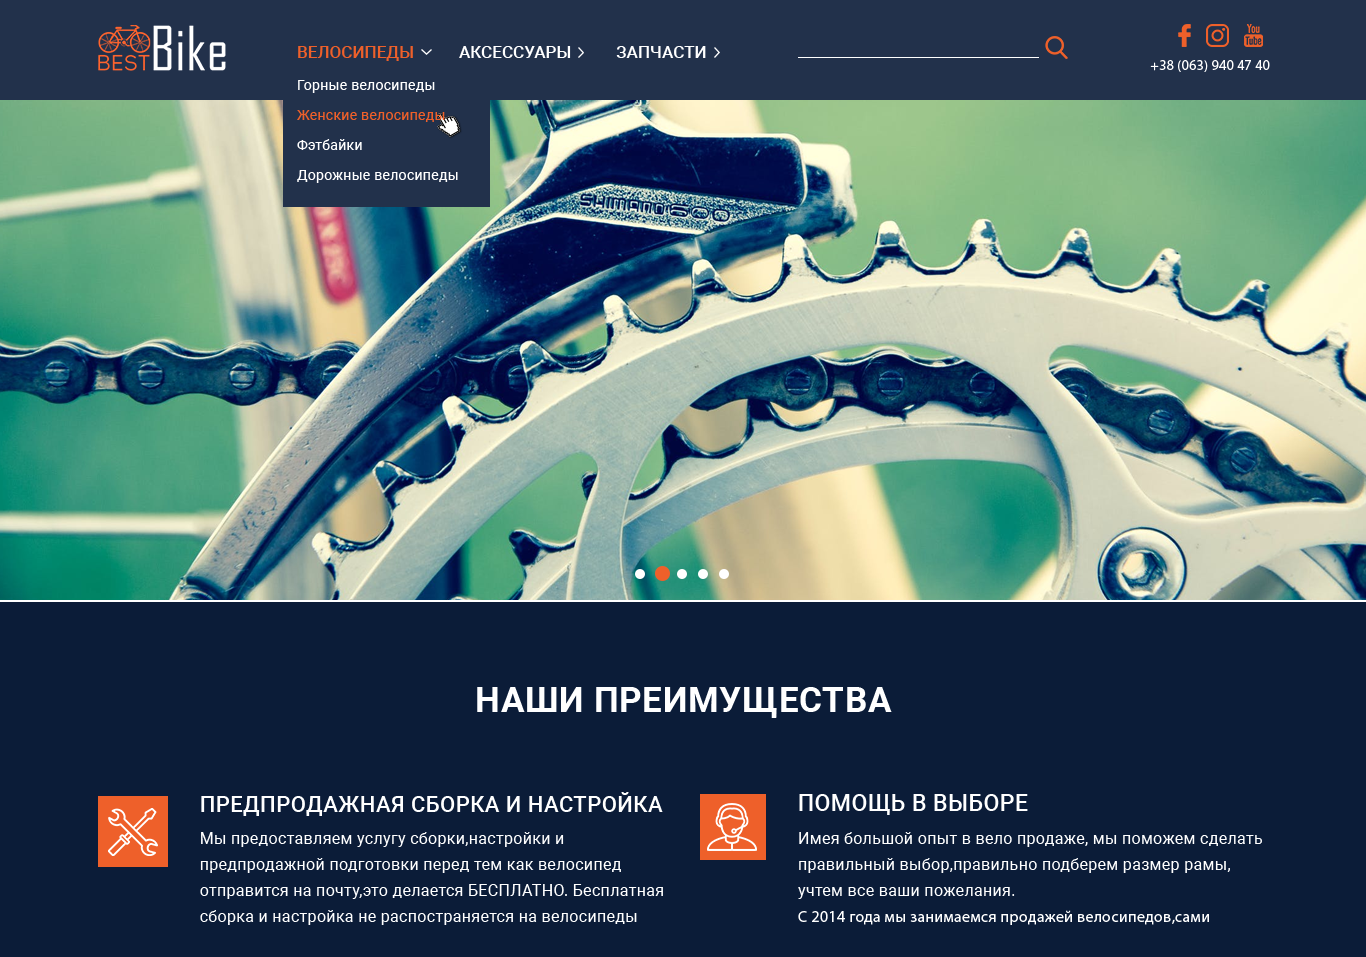 BEST Bike
ВЕЛОСИПЕДЫ
АКСЕССУАРЫ
ЗАПЧАСТИ
You
Tube
+38 (063) 940 47 40
Горные велосипеды
Женские велосипеды
Фэтбайки
Дорожные велосипеды
SHIMANO 600
НАШИ ПРЕИМУЩЕСТВА
ПРЕДПРОДАЖНАЯ СБОРКА И НАСТРОЙКА
Мы предоставляем услугу сборки,настройки и
предпродажной подготовки перед тем как велосипед
отправится на почту,это делается БЕСПЛАТНО. Бесплатная
сборка и настройка не распостраняется на велосипеды
ПОМОЩЬ В ВЫБОРЕ
Имея большой опыт в вело продаже, мы поможем сделать
правильный выбор,правильно подберем размер рамы,
учтем все ваши пожелания.
С 2014 года мы занимаемся продажей велосипедов,сами